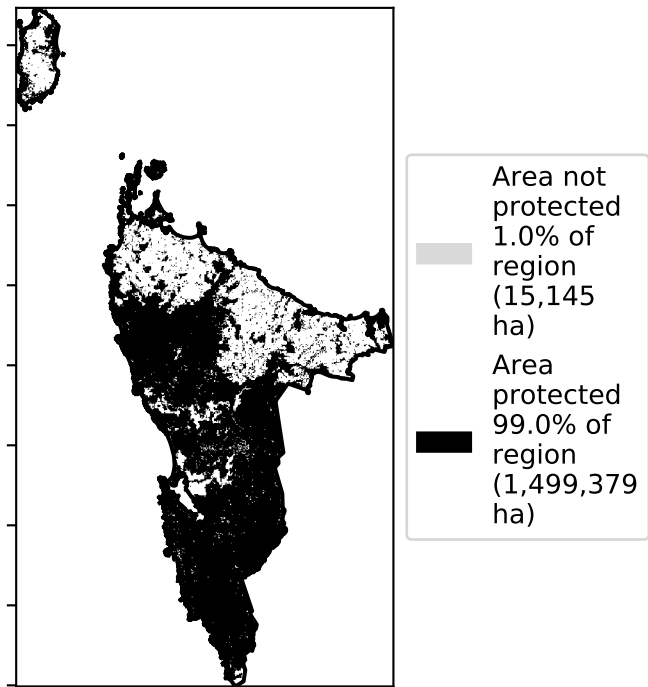 Area not
protected
1.0% of
region
(15,145
ha)
Area
protected
99.0% of
region
(1,499,379
ha)